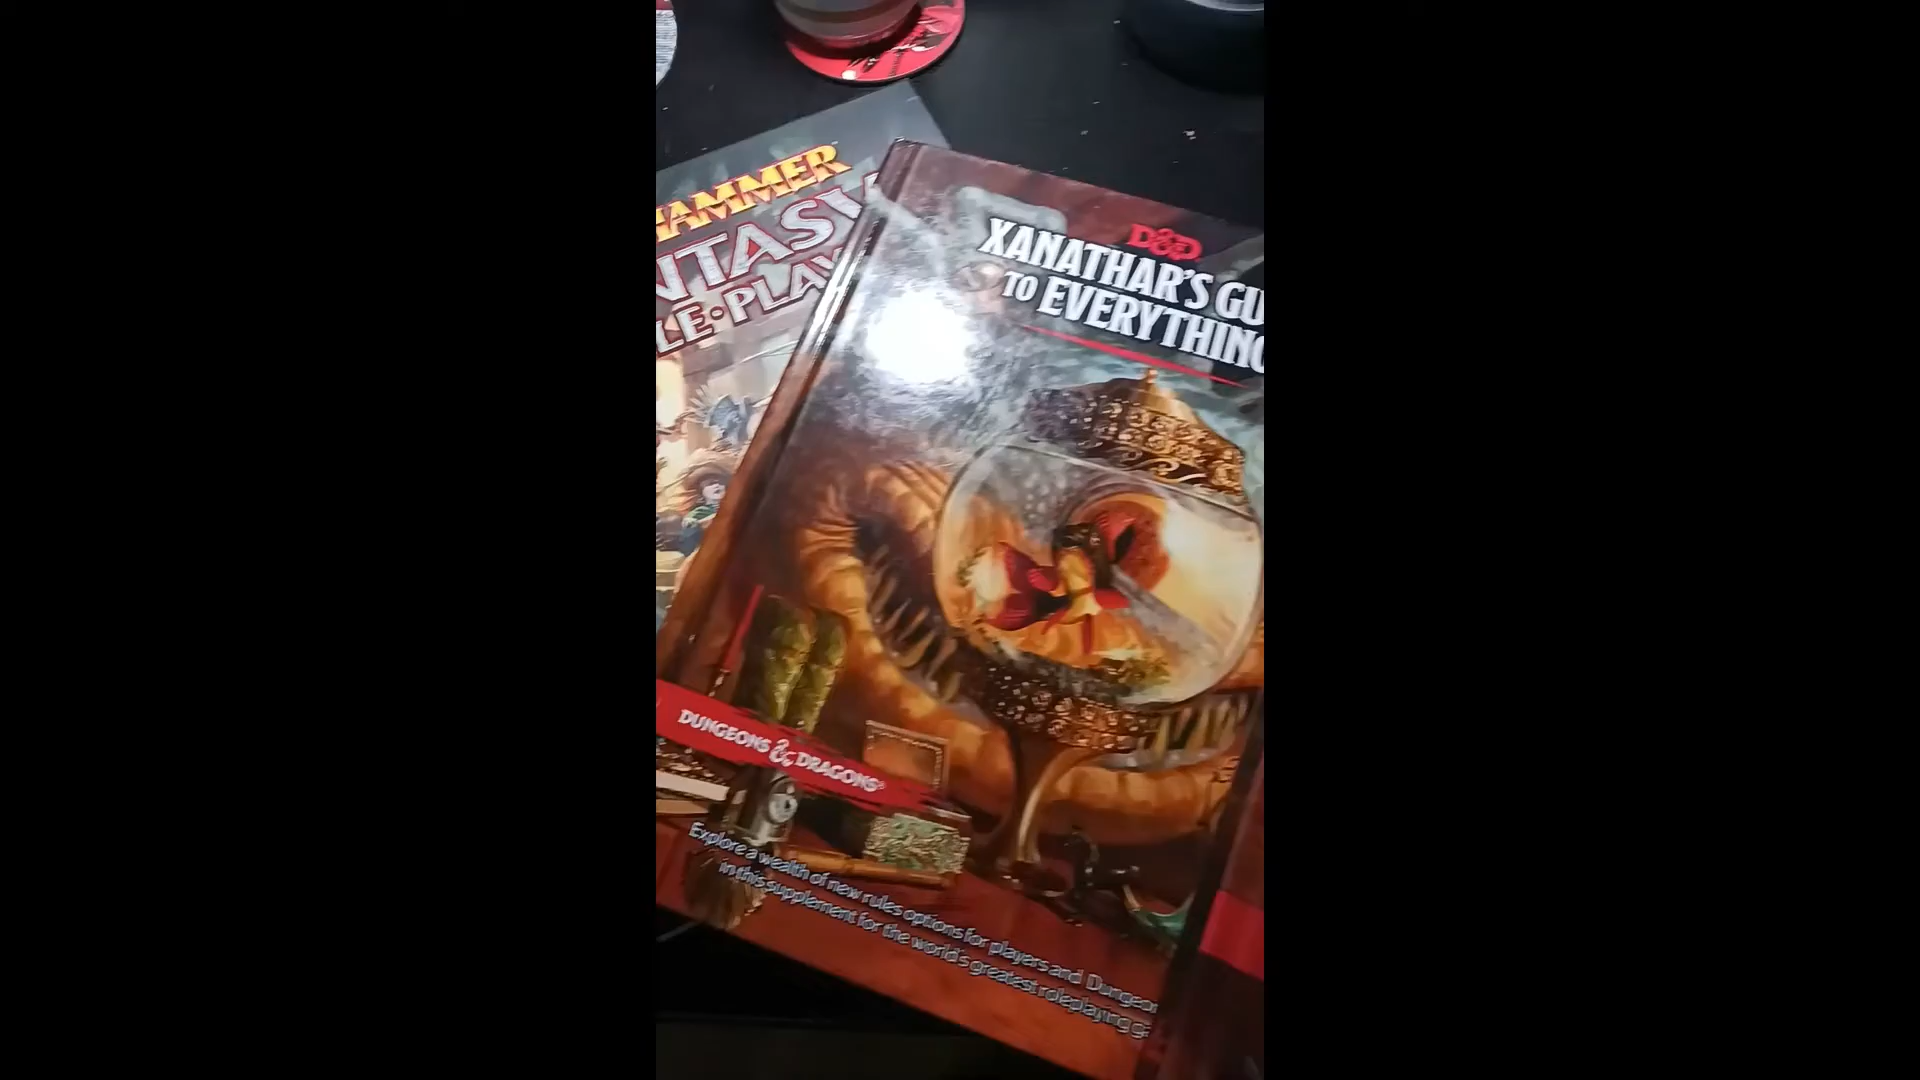 HAMMER
NTASY
LE•PLAY
D&D
XANATHAR'S GU
TO EVERYTHING
DUNGEONS & DRAGONS
Explore a wealth of new rules options for players and Dungeon
in this supplement for the world's greatest roleplaying ga